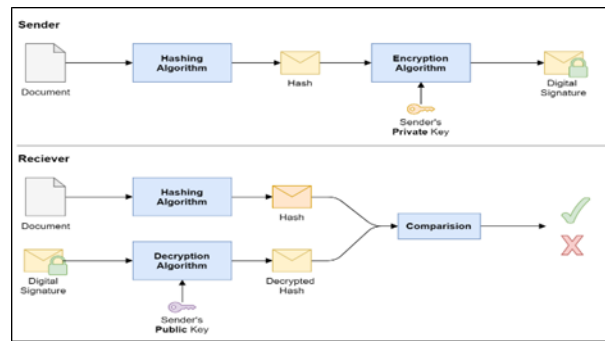 Sender
Document
Hashing
Algorithm
Hash
Encryption
Algorithm
Digital
Signature
Sender's
Private Key
Reciever
Document
Hashing
Algorithm
Hash
Comparision
Digital
Signature
Decryption
Algorithm
Decrypted
Hash
Sender's
Public Key